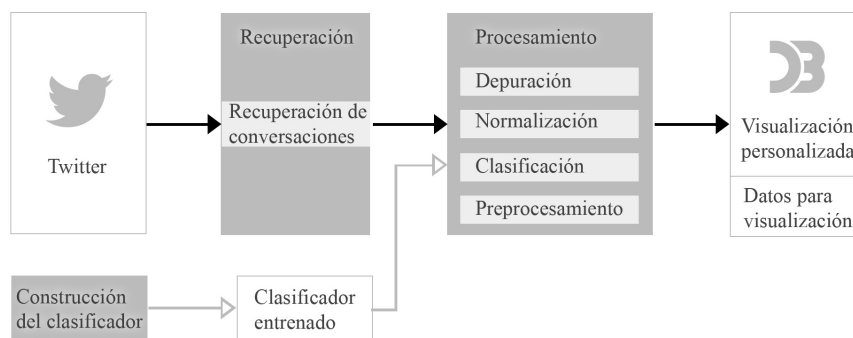 Twitter
Recuperación
Recuperación de
conversaciones
Procesamiento
Depuración
Normalización
Clasificación
Preprocesamiento
D3
Visualización
personalizada
Datos para
visualización
Construcción
del clasificador
Clasificador
entrenado